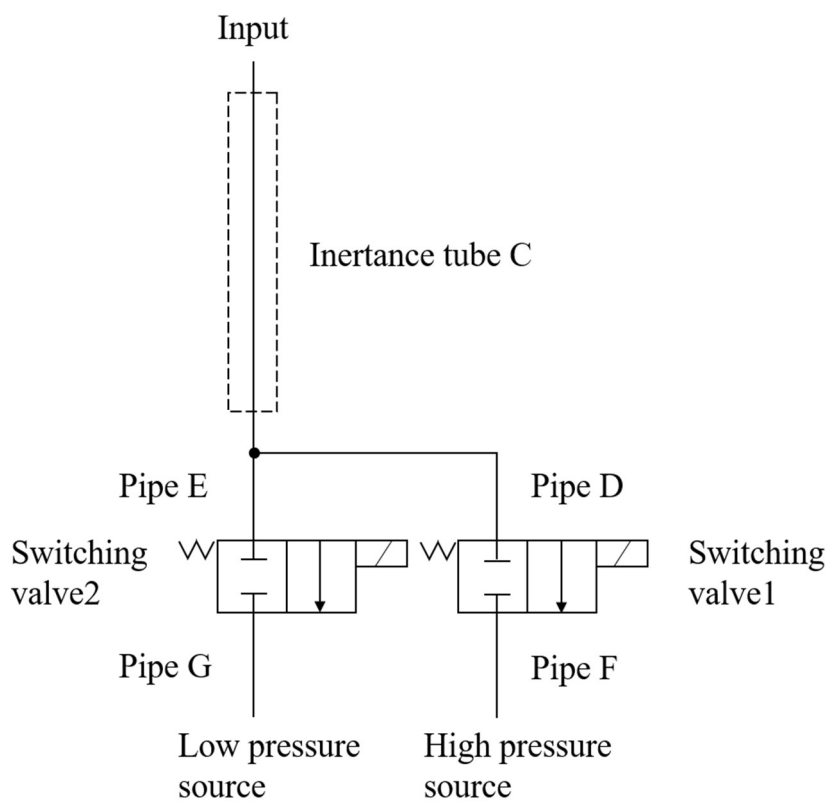 Input
Inertance tube C
Pipe E
Pipe D
Switching
valve2
Switching
valve1
Pipe G
Pipe F
Low pressure
source
High pressure
source